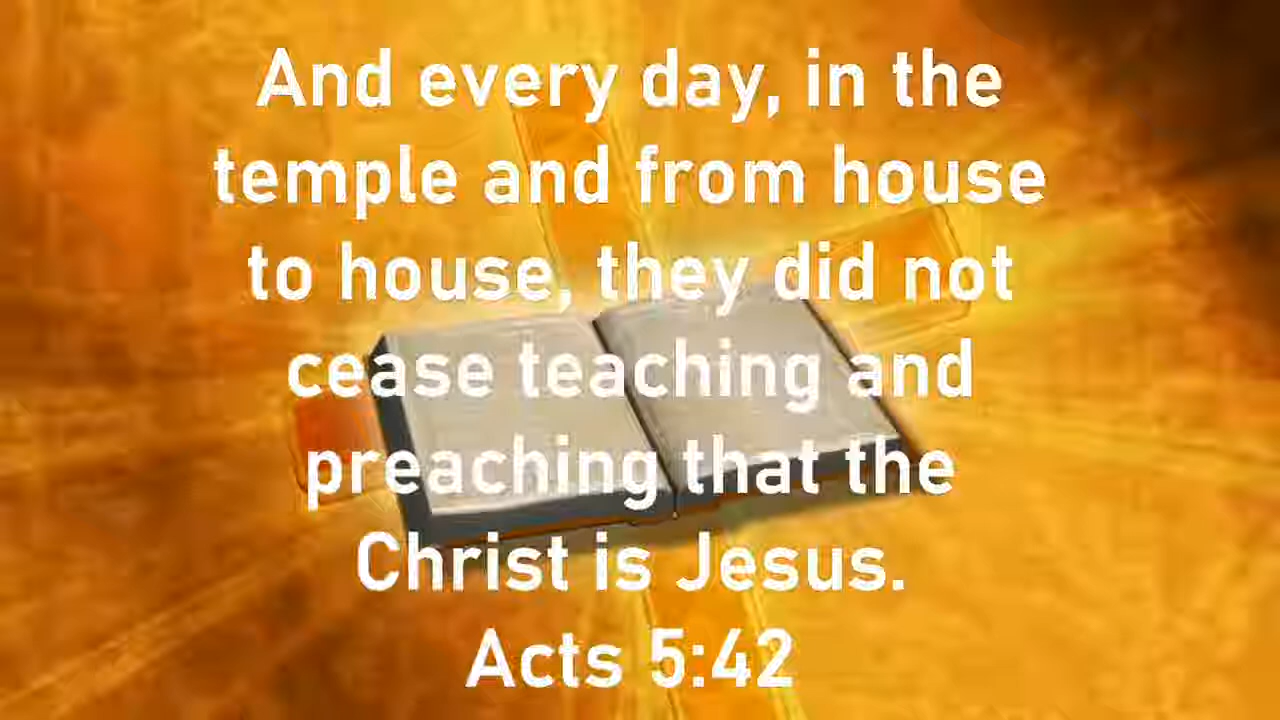 And every day, in the
temple and from house
to house, they did not
cease teaching and
preaching that the
Christ is Jesus.
Acts 5:42